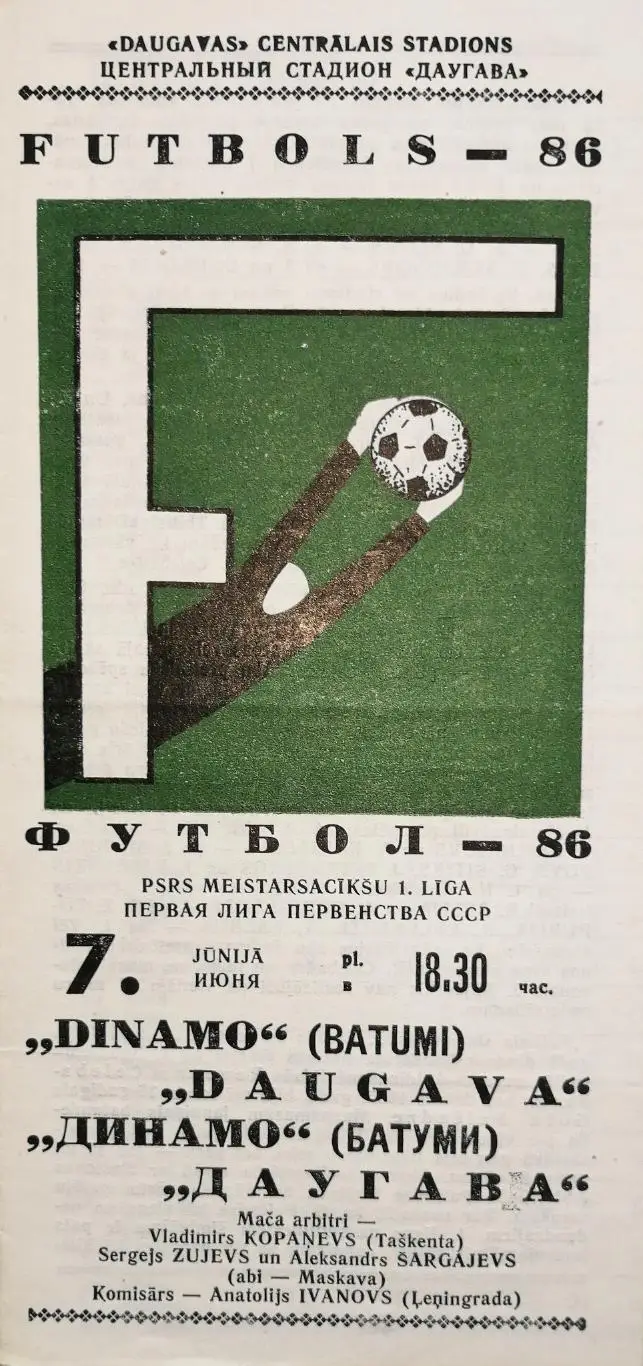 «DAUGAVAS» CENTRĀLAIS STADIONS
ЦЕНТРАЛЬНЫЙ СТАДИОН «ДАУГАВА»
FUTBOLS — 86
ФУТБОЛ — 86
PSRS MEISTARSACĪKŠU 1. LĪGA
ПЕРВАЯ ЛИГА ПЕРВЕНСТВА СССР
7. JŪNIJĀ pl. 18.30
ИЮНЯ в час.
„DINAMO“ (BATUMI)
„DAUGAVA“
„ДИНАМО“ (БАТУМИ)
„ДАУГАВА“
Mača arbitri —
Vladimirs KOPAŅEVS (Taškenta)
Sergejs ZUJEVS un Aleksandrs ŠARGAJEVS
(abi — Maskava)
Komisārs — Anatolijs IVANOVS (Ļeņingrada)